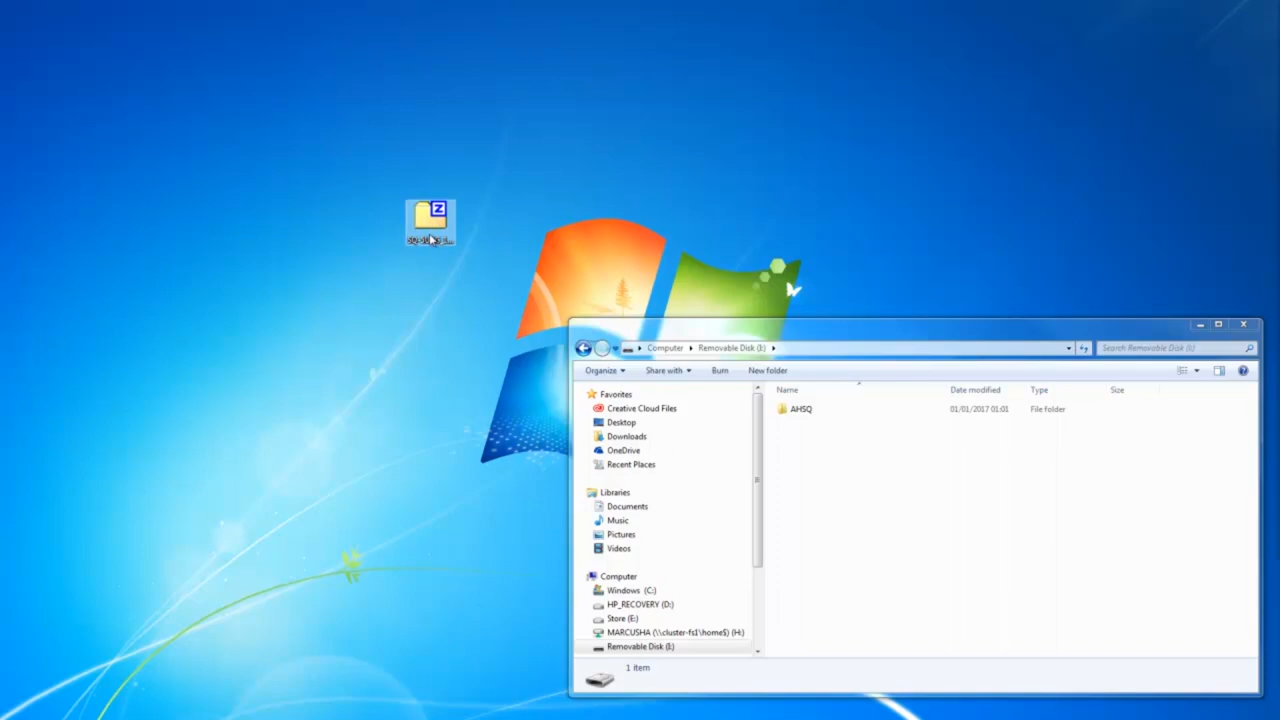 Computer Removable Disk (I:)
Search Removable Disk (I:)
Organize Share with Burn New folder
Name Date modified Type Size
Favorites
Creative Cloud Files
Desktop
Downloads
OneDrive
Recent Places
Libraries
Documents
Music
Pictures
Videos
Computer
Windows (C:)
HP_RECOVERY (D:)
Store (E:)
MARCUSHA (\\cluster-fs1\home$) (H:)
Removable Disk (I:)
AHSQ 01/01/2017 01:01 File folder
1 item
Z